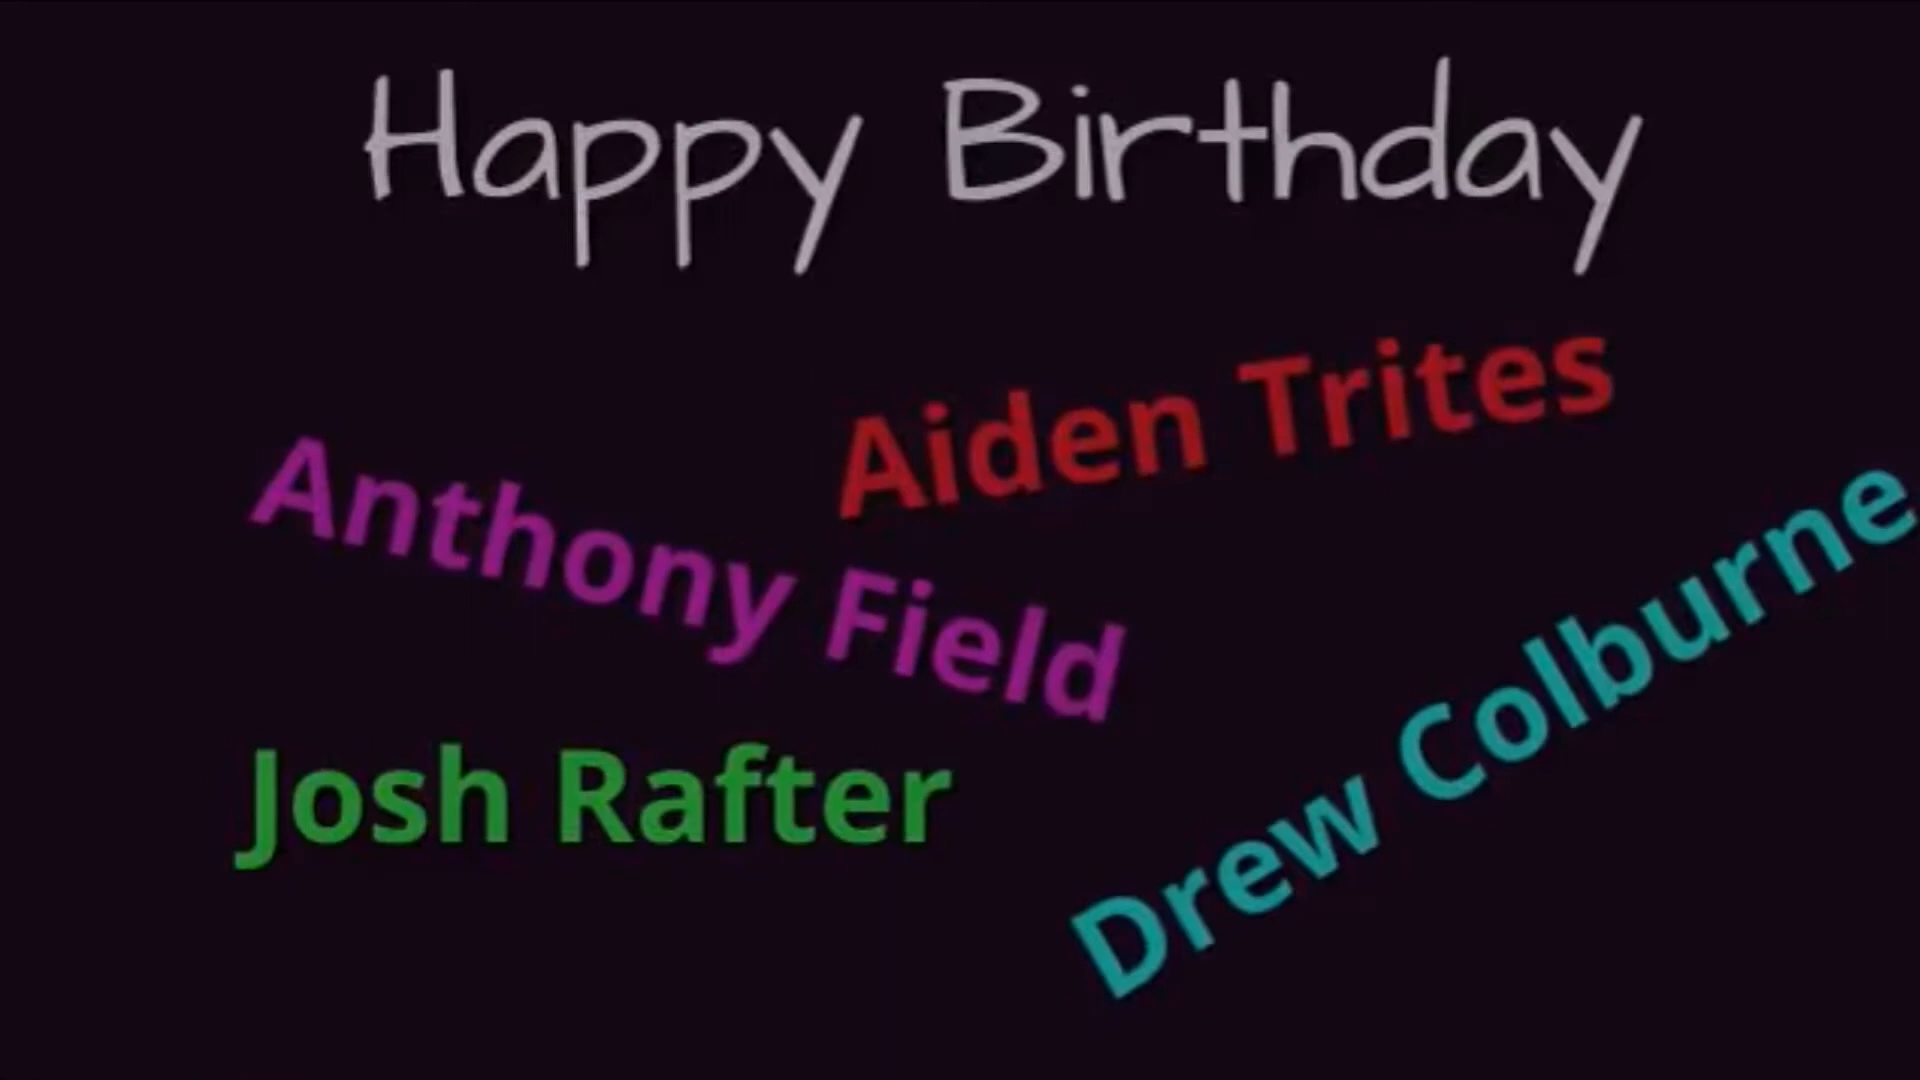 Happy Birthday
Aiden Trites
Anthony Field
Drew Colburne
Josh Rafter